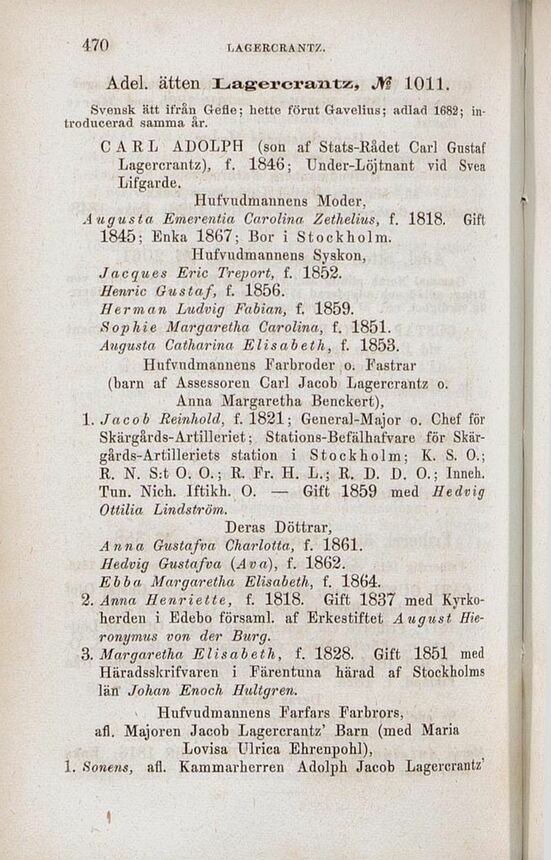 470
LAGERCRANTZ.
Adel. ätten Lagercrantz, № 1011.
Svensk ätt ifrån Gefle; hette förut Gavelius; adlad 1682; in-
troducerad samma år.
CARL ADOLPH (son af Stats-Rådet Carl Gustaf
Lagercrantz), f. 1846; Under-Löjtnant vid Svea
Lifgarde.
Hufvudmannens Moder,
Augusta Emerentia Carolina Zethelius, f. 1818. Gift
1845; Enka 1867; Bor i Stockholm.
Hufvudmannens Syskon,
Jacques Eric Treport, f. 1852.
Henric Gustaf, f. 1856.
Herman Ludvig Fabian, f. 1859.
Sophie Margaretha Carolina, f. 1851.
Augusta Catharina Elisabeth, f. 1853.
Hufvudmannens Farbroder o. Fastrar
(barn af Assessoren Carl Jacob Lagercrantz o.
Anna Margaretha Benckert),
1. Jacob Reinhold, f. 1821; General-Major o. Chef för
Skärgårds-Artilleriet; Stations-Befälhafvare för Skär-
gårds-Artilleriets station i Stockholm; K. S. O.;
R. N. S:t O. O.; R. Fr. H. L.; R. D. D. O.; Inneh.
Tun. Nich. Iftikh. O. — Gift 1859 med Hedvig
Ottilia Lindström.
Deras Döttrar,
Anna Gustafva Charlotta, f. 1861.
Hedvig Gustafva (Ava), f. 1862.
Ebba Margaretha Elisabeth, f. 1864.
2. Anna Henriette, f. 1818. Gift 1837 med Kyrko-
herden i Edebo församl. af Erkestiftet August Hie-
ronymus von der Burg.
3. Margaretha Elisabeth, f. 1828. Gift 1851 med
Häradsskrifvaren i Färentuna härad af Stockholms
län Johan Enoch Hultgren.
Hufvudmannens Farfars Farbrors,
afl. Majoren Jacob Lagercrantz' Barn (med Maria
Lovisa Ulrica Ehrenpohl),
1. Sonens, afl. Kammarherren Adolph Jacob Lagercrantz'